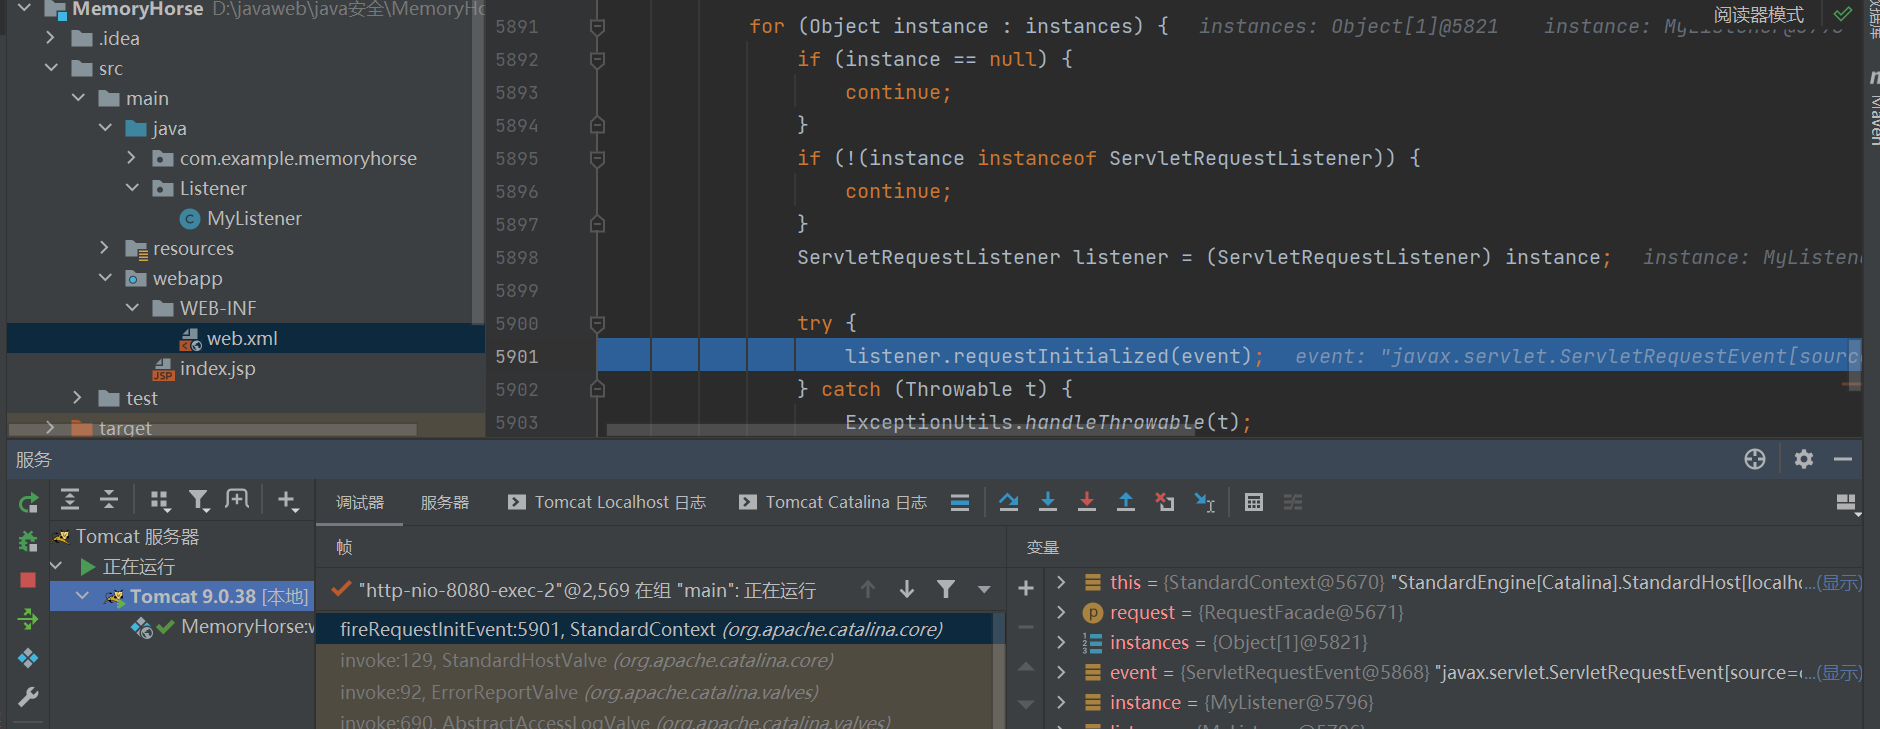 MemoryHorse D:\javaweb\java安全\MemoryHo
.idea
src
main
java
com.example.memoryhorse
Listener
MyListener
resources
webapp
WEB-INF
web.xml
index.jsp
test
target
阅读器模式
数据库
Maven
5891 for (Object instance : instances) { instances: Object[1]@5821 instance: MyListener@5796
5892 if (instance == null) {
5893 continue;
5894 }
5895 if (!(instance instanceof ServletRequestListener)) {
5896 continue;
5897 }
5898 ServletRequestListener listener = (ServletRequestListener) instance; instance: MyListen
5899
5900 try {
5901 listener.requestInitialized(event); event: "javax.servlet.ServletRequestEvent[sourc
5902 } catch (Throwable t) {
5903 ExceptionUtils.handleThrowable(t);
服务
调试器 服务器 Tomcat Localhost 日志 Tomcat Catalina 日志
Tomcat 服务器
正在运行
Tomcat 9.0.38 [本地]
MemoryHorse:w
帧
"http-nio-8080-exec-2"@2,569 在组 "main": 正在运行
fireRequestInitEvent:5901, StandardContext (org.apache.catalina.core)
invoke:129, StandardHostValve (org.apache.catalina.core)
invoke:92, ErrorReportValve (org.apache.catalina.valves)
invoke:690, AbstractAccessLogValve (org.apache.catalina.valves)
变量
this = {StandardContext@5670} "StandardEngine[Catalina].StandardHost[localho...(显示)
request = {RequestFacade@5671}
instances = {Object[1]@5821}
event = {ServletRequestEvent@5868} "javax.servlet.ServletRequestEvent[source=o...(显示)
instance = {MyListener@5796}